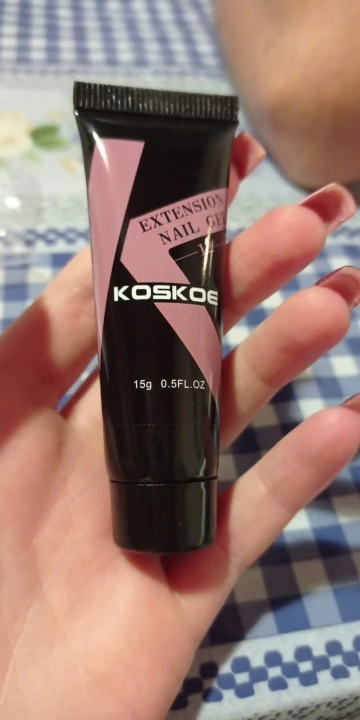 EXTENSION
NAIL GEL
KOSKOE
15g 0.5FL.OZ